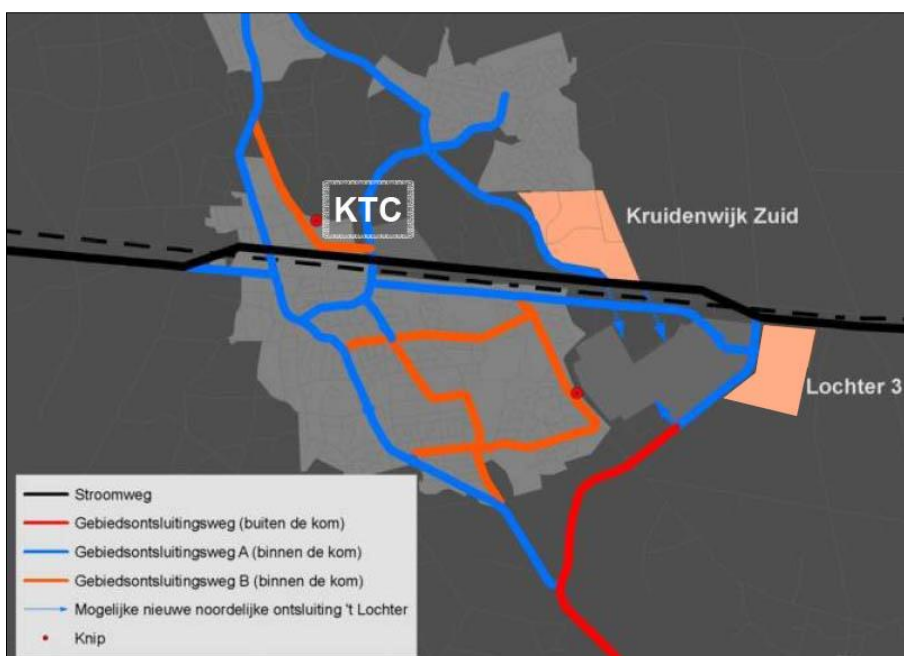 KTC
Kruidenwijk Zuid
Lochter 3
Stroomweg
Gebiedsontsluitingsweg (buiten de kom)
Gebiedsontsluitingsweg A (binnen de kom)
Gebiedsontsluitingsweg B (binnen de kom)
Mogelijke nieuwe noordelijke ontsluiting 't Lochter
Knip